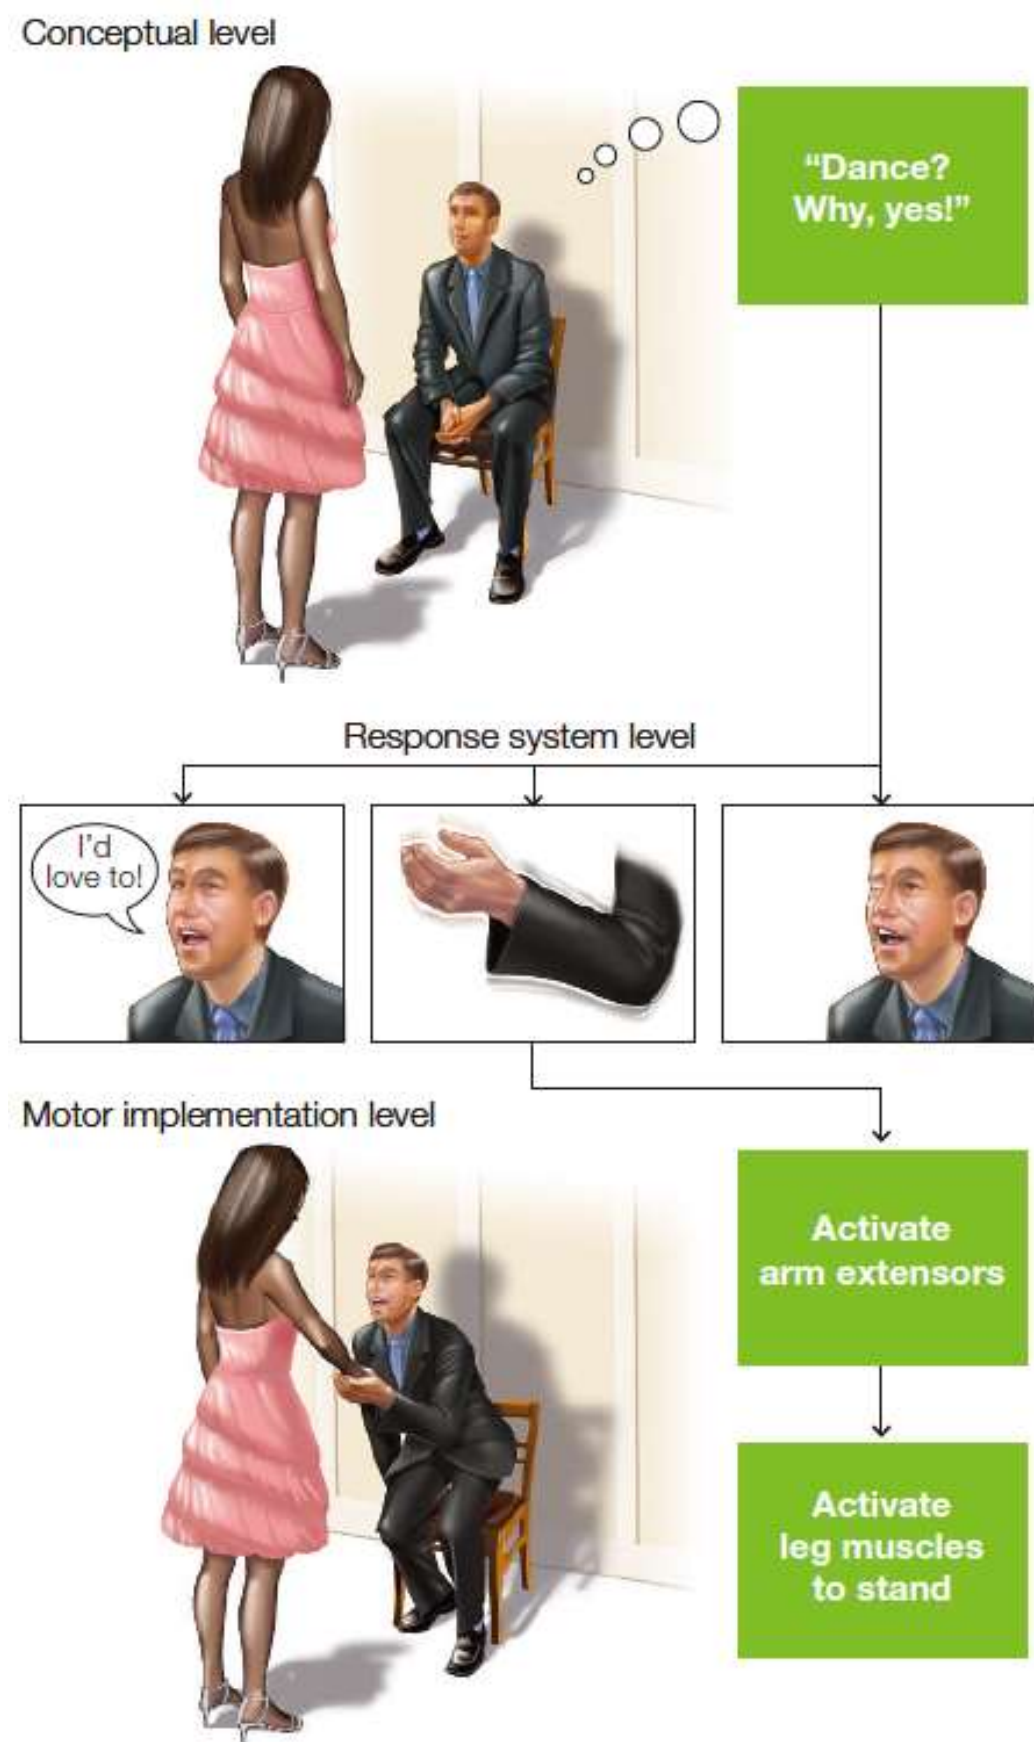 Conceptual level
“Dance?
Why, yes!”
Response system level
I’d
love to!
Motor implementation level
Activate
arm extensors
Activate
leg muscles
to stand